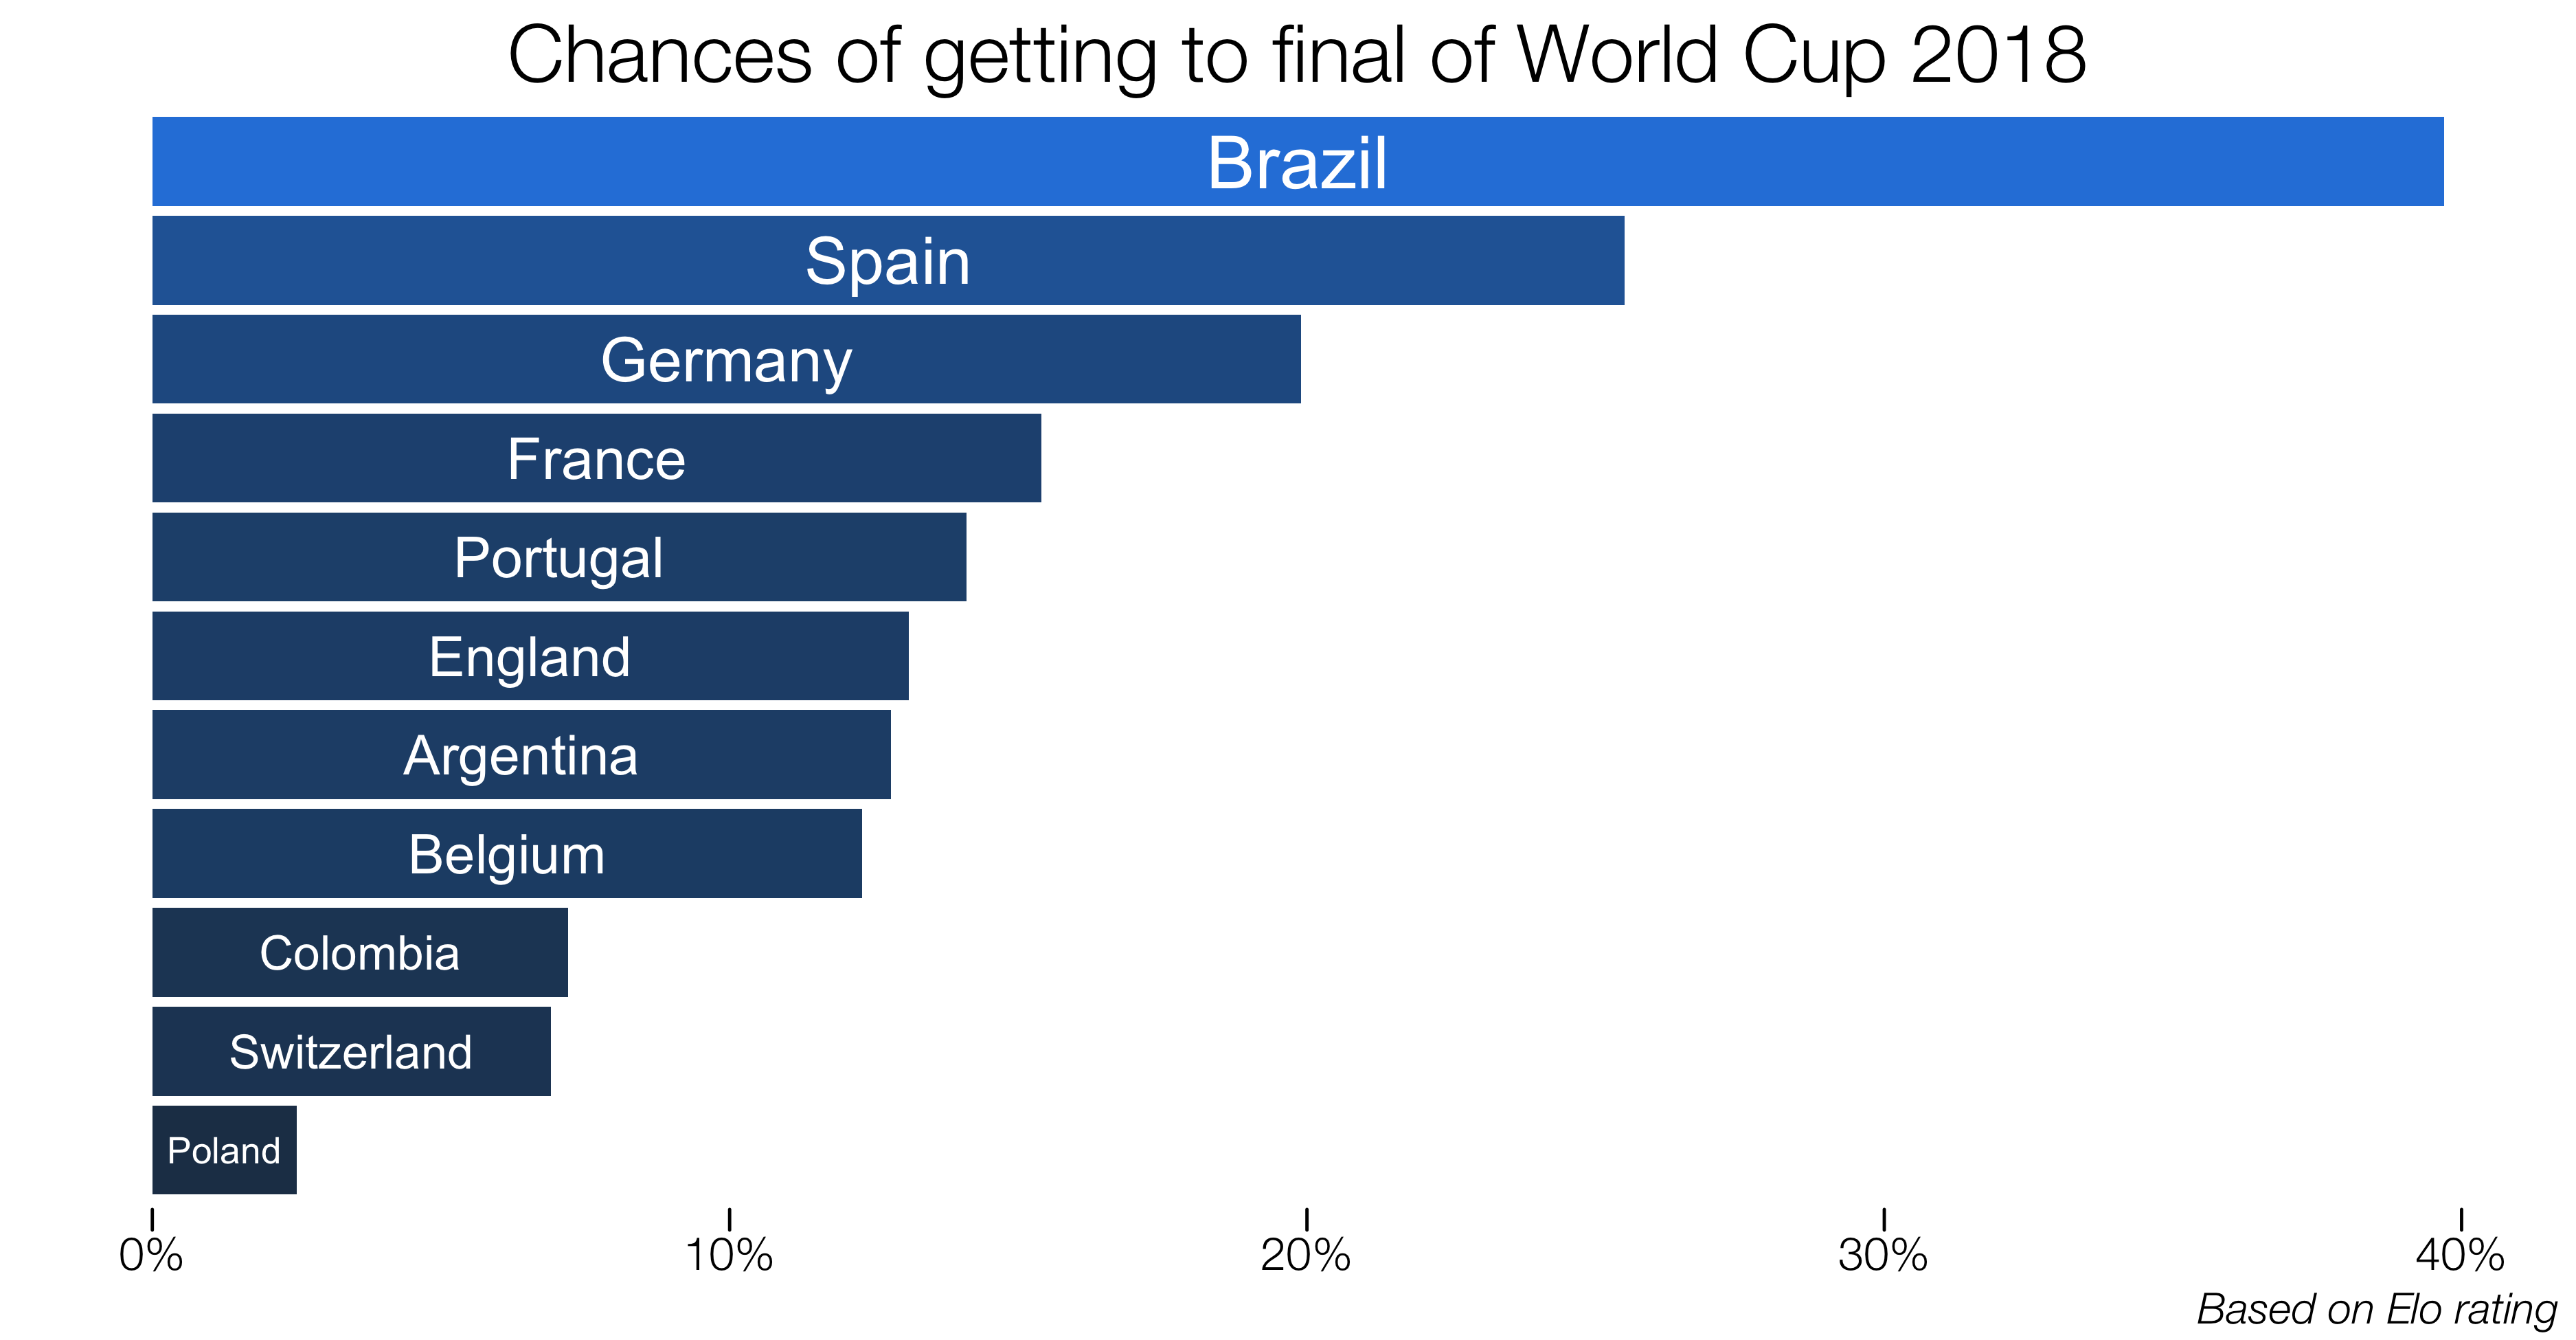 Chances of getting to final of World Cup 2018
Brazil
Spain
Germany
France
Portugal
England
Argentina
Belgium
Colombia
Switzerland
Poland
0% 10% 20% 30% 40%
Based on Elo rating